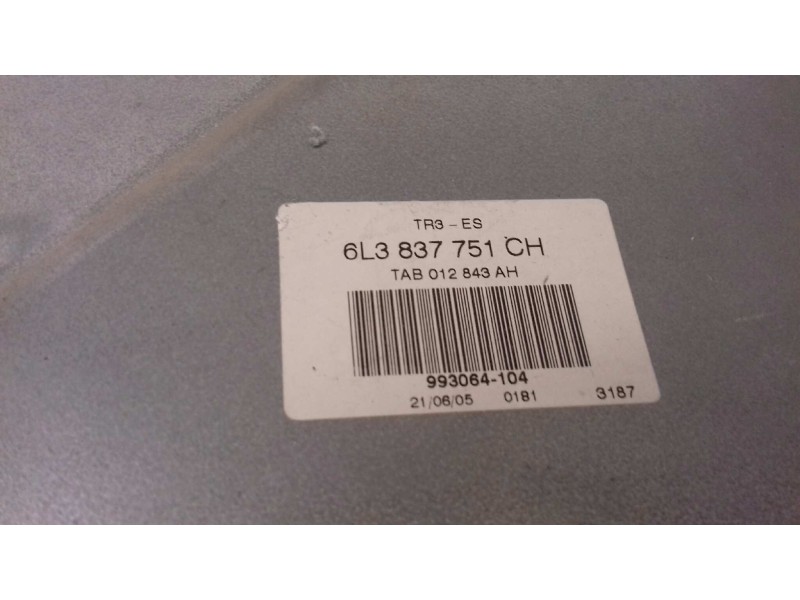 TR3 - ES
6L3 837 751 CH
TAB 012 843 AH
993064-104
21/06/05 0181 3187